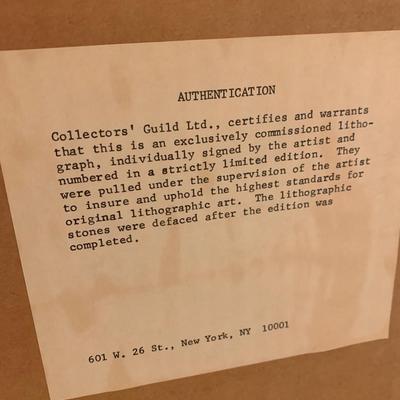 AUTHENTICATION
Collectors' Guild Ltd., certifies and warrants
that this is an exclusively commissioned litho-
graph, individually signed by the artist and
numbered in a strictly limited edition. They
were pulled under the supervision of the artist
to insure and uphold the highest standards for
original lithographic art. The lithographic
stones were defaced after the edition was
completed.
601 W. 26 St., New York, NY 10001